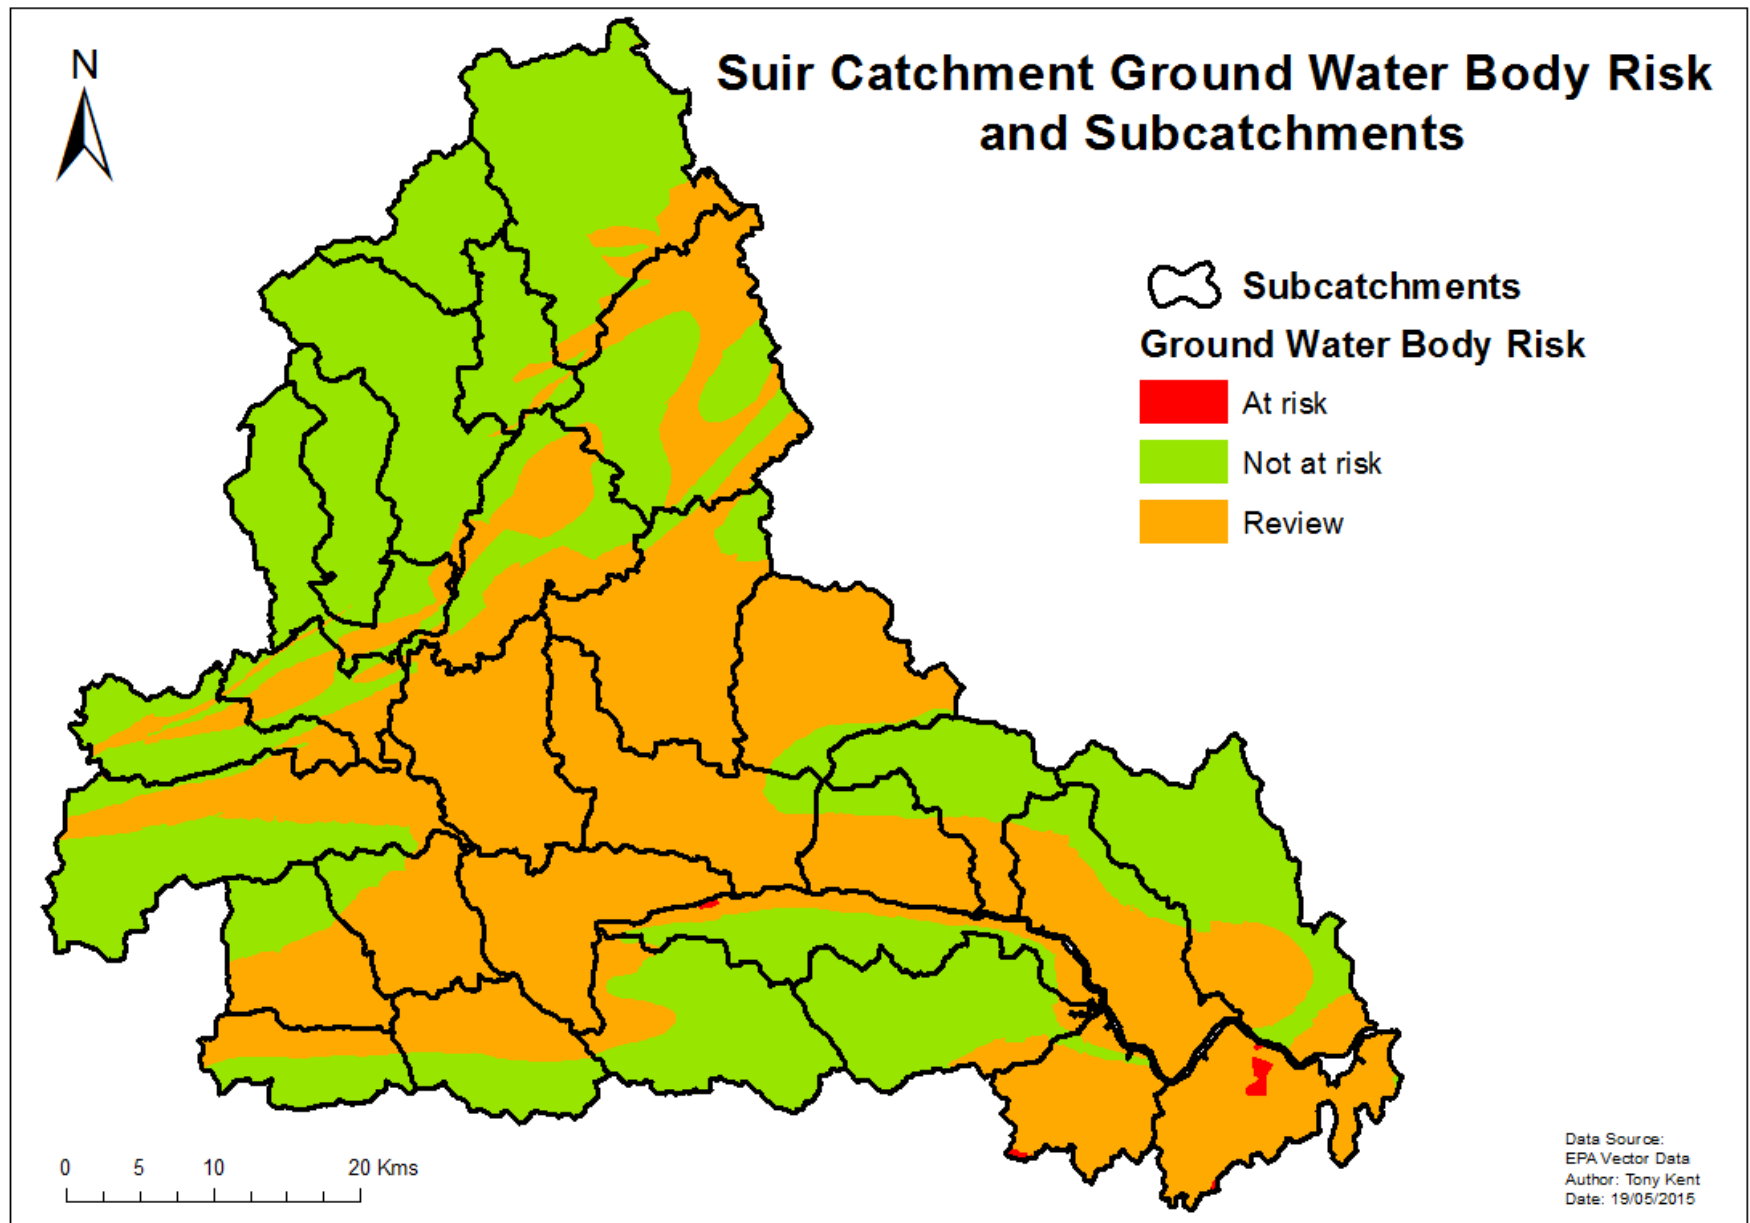 N
Suir Catchment Ground Water Body Risk
and Subcatchments
Subcatchments
Ground Water Body Risk
At risk
Not at risk
Review
0 5 10 20 Kms
Data Source:
EPA Vector Data
Author: Tony Kent
Date: 19/05/2015